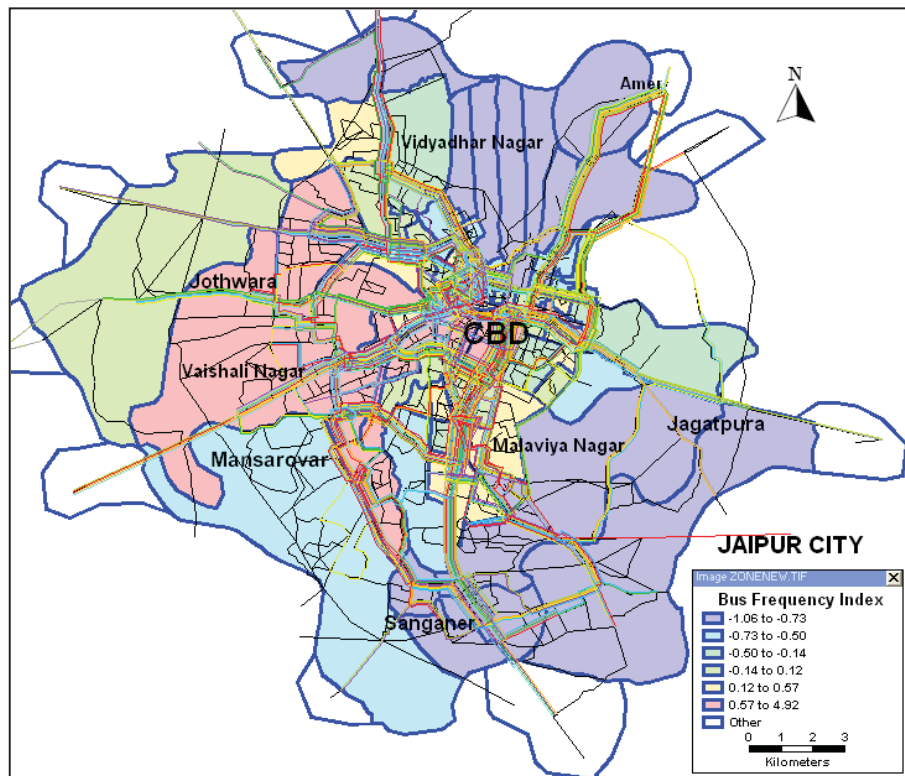 N
Amer
Vidyadhar Nagar
Jothwara
CBD
Vaishali Nagar
Jagatpura
Malaviya Nagar
Mansarovar
JAIPUR CITY
Sanganer
Image ZONENEW.TIF
Bus Frequency Index
-1.06 to -0.73
-0.73 to -0.50
-0.50 to -0.14
-0.14 to 0.12
0.12 to 0.57
0.57 to 4.92
Other
0 1 2 3
Kilometers